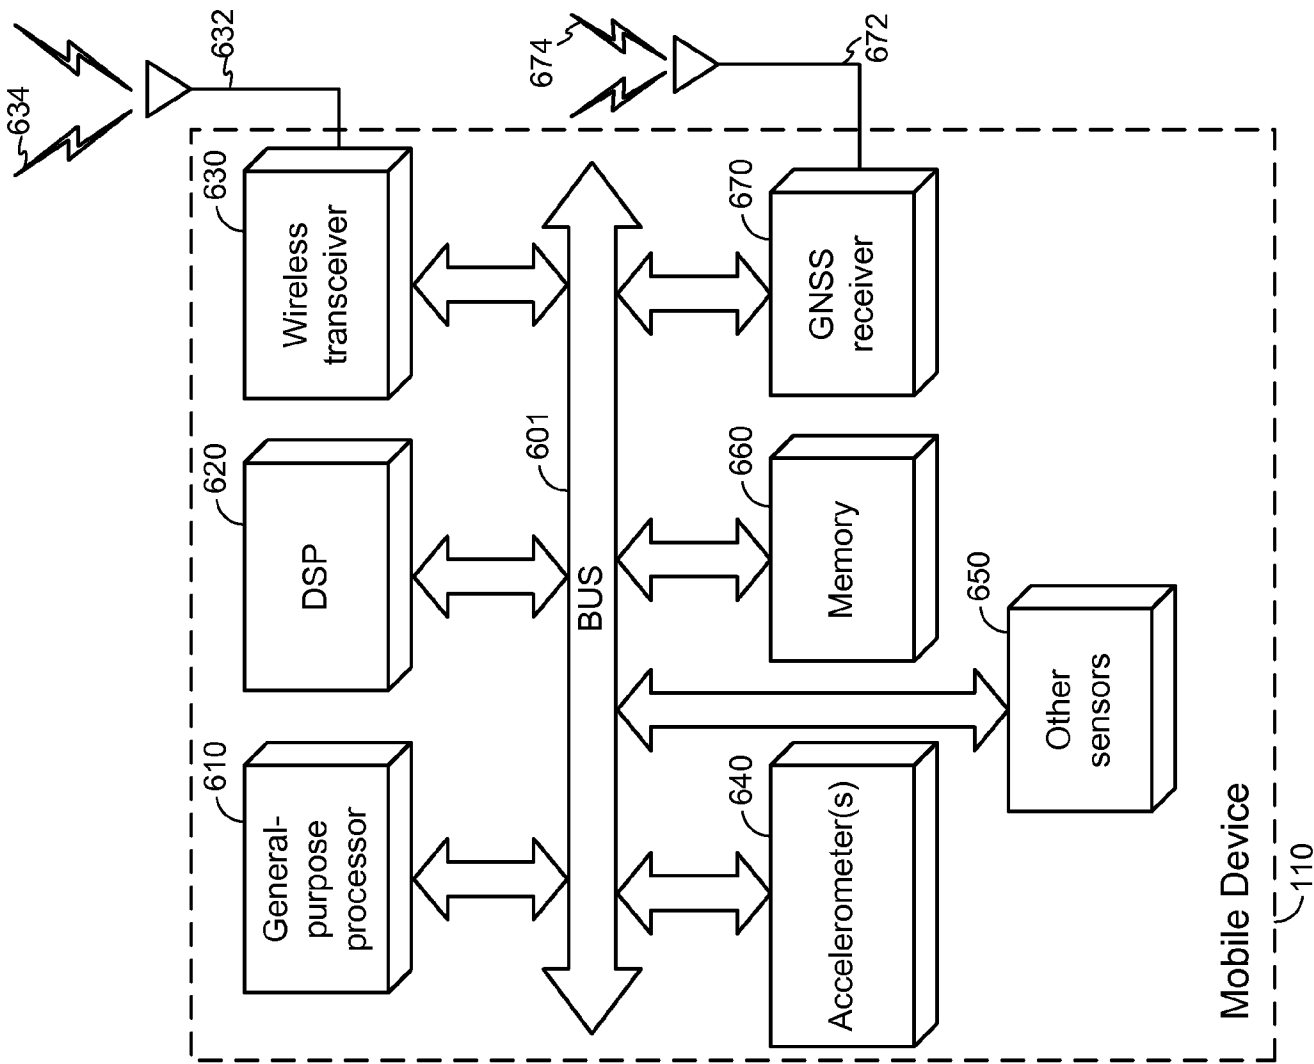 634
632
674
672
630
Wireless
transceiver
620
DSP
610
General-
purpose
processor
601
BUS
670
GNSS
receiver
660
Memory
650
Other
sensors
640
Accelerometer(s)
Mobile Device
110